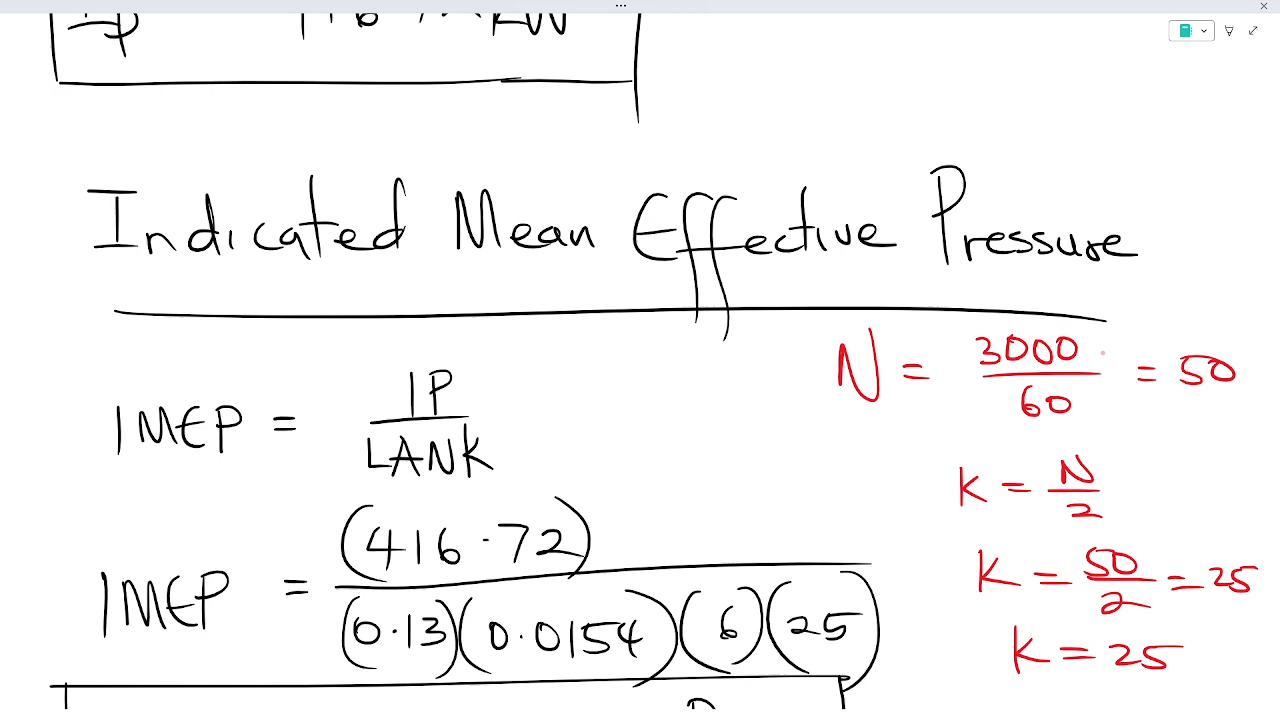 Indicated Mean Effective Pressure
N = 3000/60 = 50
IMEP = IP/LANK
K = N/2
IMEP = (416.72)/(0.13)(0.0154)(6)(25)
K = 50/2 = 25
K = 25